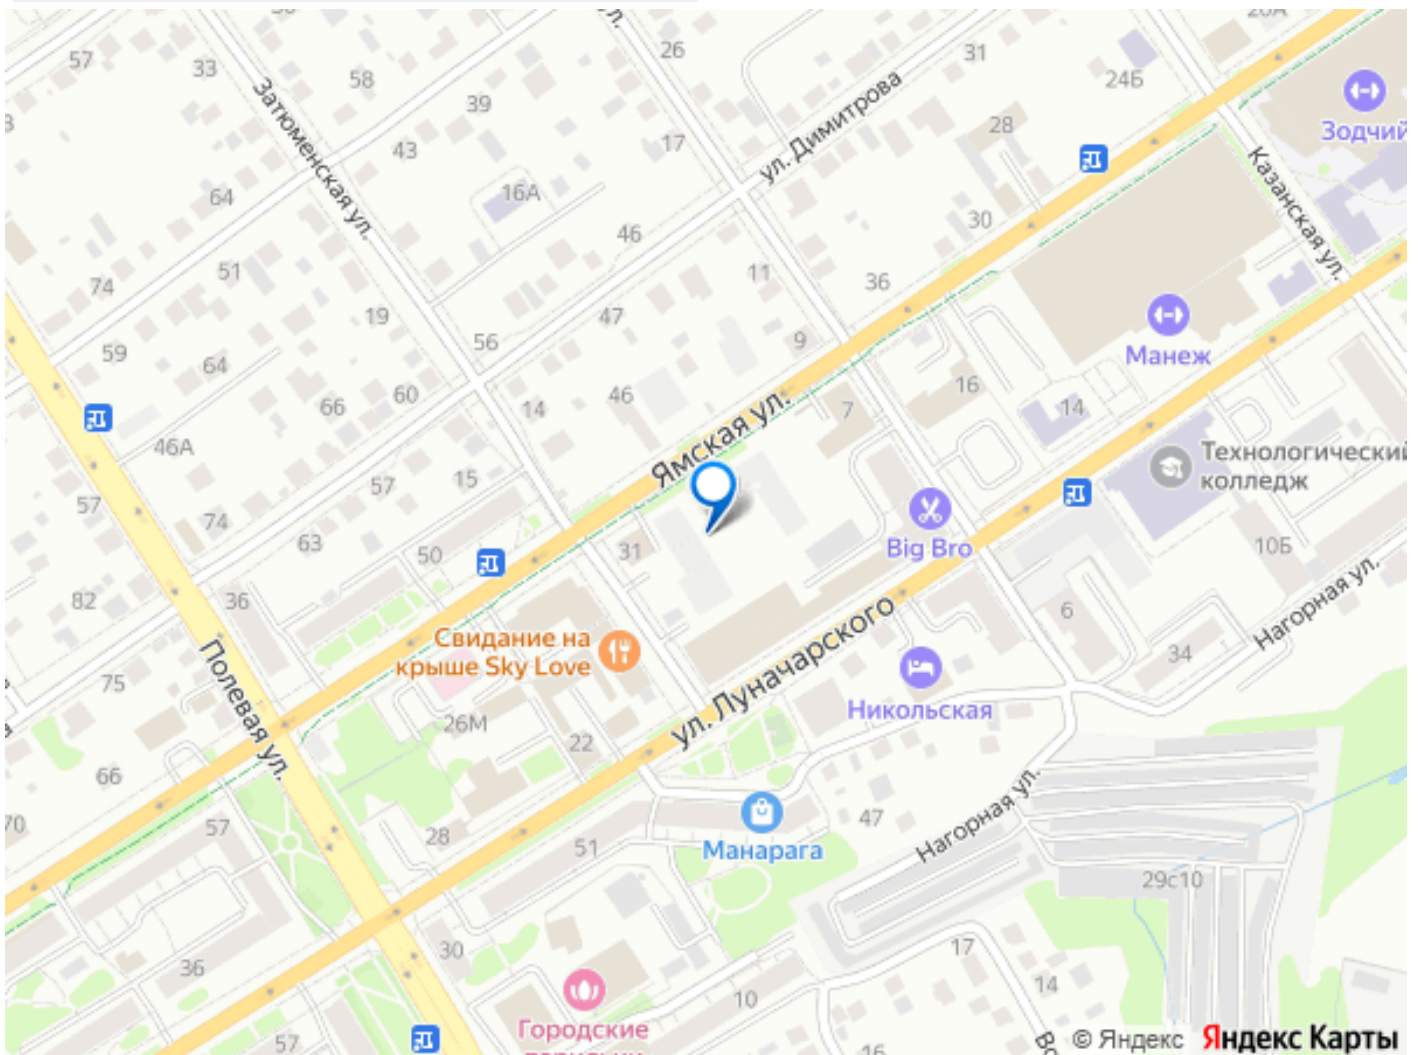 57
33
58
26
31
24Б
Зодчий
39
43
17
ул. Димитрова
28
Затюменская ул.
Казанская ул.
64
16А
46
30
51
74
11
36
19
47
Манеж
59
56
9
64
66
60
14
46
16
14
7
46А
Ямская ул.
Технологический
колледж
57
15
57
74
63
50
31
Big Bro
10Б
82
36
6
Нагорная ул.
Свидание на
крыше Sky Love
ул. Луначарского
34
Полевая ул.
75
26М
22
Никольская
66
70
57
28
51
47
Нагорная ул.
Манарага
29с10
36
30
17
14
10
Городские
57
© Яндекс
Яндекс Карты